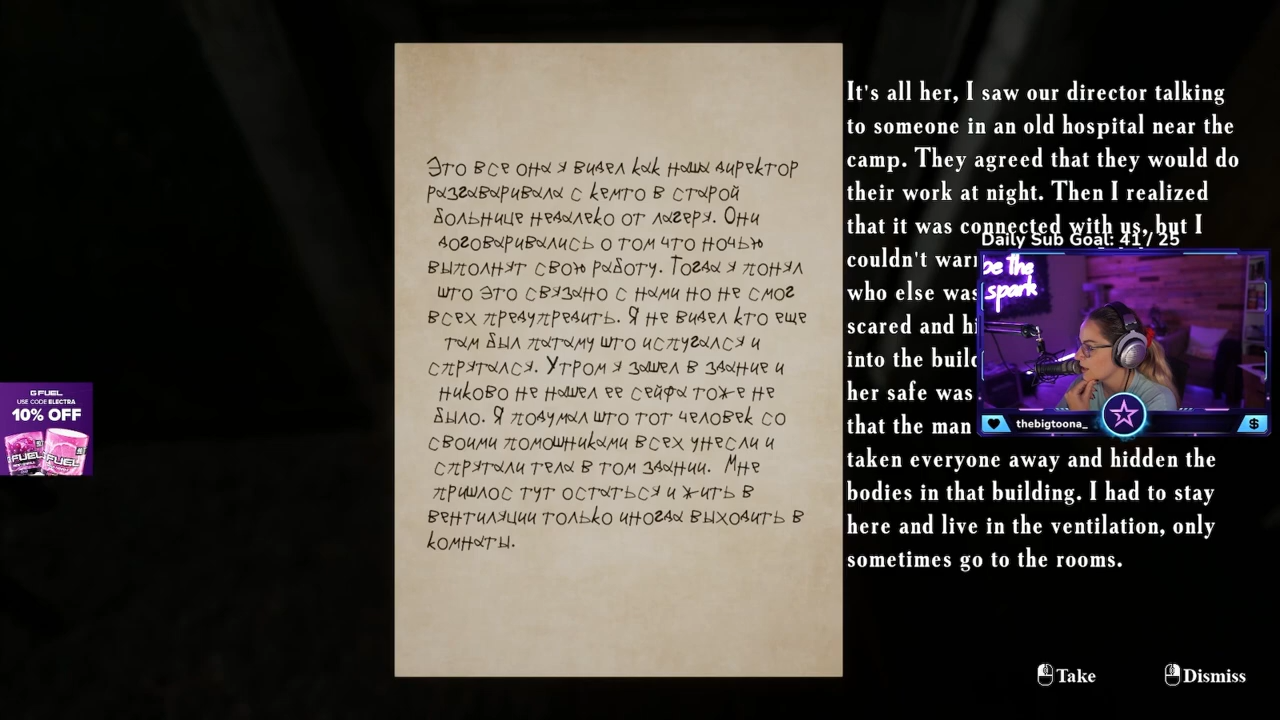 Это все она я видел как наша диретор
разгаваривала с кемто в старой
больнице недалеко от лагеря. Они
договаривались о том что ночью
выполнят свою работу. Тогда я понял
што это связано с нами но не смог
всех предупредить. Я не видел кто еще
там был патаму што испугался и
спрятался. Утром я зашел в здание и
никово не нашел ее сейфа тоже не
было. Я подумал што тот человек со
своими помошниками всех унесли и
спрятали тела в том здании. Мне
пришлос тут остаться и жить в
вентиляции только иногда выходить в
комнаты.
It's all her, I saw our director talking
to someone in an old hospital near the
camp. They agreed that they would do
their work at night. Then I realized
that it was connected with us, but I
couldn't
who else was
scared and
into the
her safe was
that the man
taken everyone away and hidden the
bodies in that building. I had to stay
here and live in the ventilation, only
sometimes go to the rooms.
Daily Sub Goal: 41 / 25
be the
spark
thebigtoona_
$
G FUEL
USE CODE ELECTRA
10% OFF
Take
Dismiss